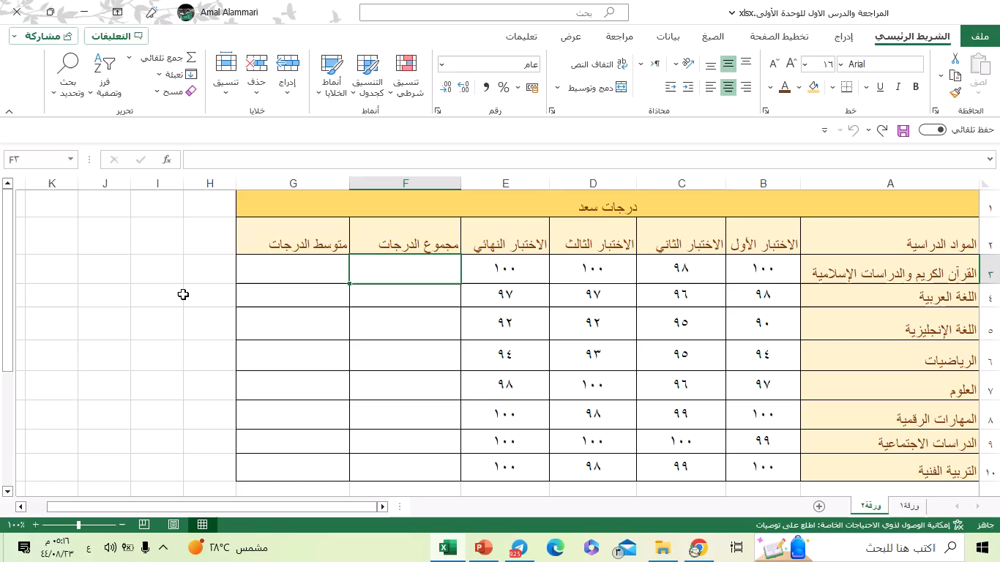 المراجعة والدرس الاول للوحدة الأولى.xlsx
بحث
Amal Alammari
ملف
الشريط الرئيسي
إدراج
تخطيط الصفحة
الصيغ
بيانات
مراجعة
عرض
تعليمات
التعليقات
مشاركة
لصق
الحافظة
Arial
١٦
B I U
خط
التفاف النص
دمج وتوسيط
محاذاة
عام
رقم
تنسيق شرطي
التنسيق كجدول
أنماط الخلايا
أنماط
إدراج
حذف
تنسيق
خلايا
جمع تلقائي
تعبئة
مسح
فرز وتصفية
بحث وتحديد
تحرير
حفظ تلقائي
F٣
fx
A B C D E F G H I J K
١ درجات سعد
٢ المواد الدراسية الاختبار الأول الاختبار الثاني الاختبار الثالث الاختبار النهائي مجموع الدرجات متوسط الدرجات
٣ القرآن الكريم والدراسات الإسلامية ١٠٠ ٩٨ ١٠٠ ١٠٠
٤ اللغة العربية ٩٨ ٩٦ ٩٧ ٩٧
٥ اللغة الإنجليزية ٩٠ ٩٥ ٩٢ ٩٢
٦ الرياضيات ٩٤ ٩٥ ٩٣ ٩٤
٧ العلوم ٩٧ ٩٦ ١٠٠ ٩٨
٨ المهارات الرقمية ١٠٠ ٩٩ ٩٨ ١٠٠
٩ الدراسات الاجتماعية ٩٩ ١٠٠ ١٠٠ ١٠٠
١٠ التربية الفنية ١٠٠ ٩٩ ٩٨ ١٠٠
ورقة١ ورقة٢
جاهز
إمكانية الوصول لذوي الاحتياجات الخاصة: اطلع على توصيات
١٠٠٪
اكتب هنا للبحث
٣
925
٢٨°C مشمس
ع
٠٥:١٦ م
٤٤/٠٨/٢٣